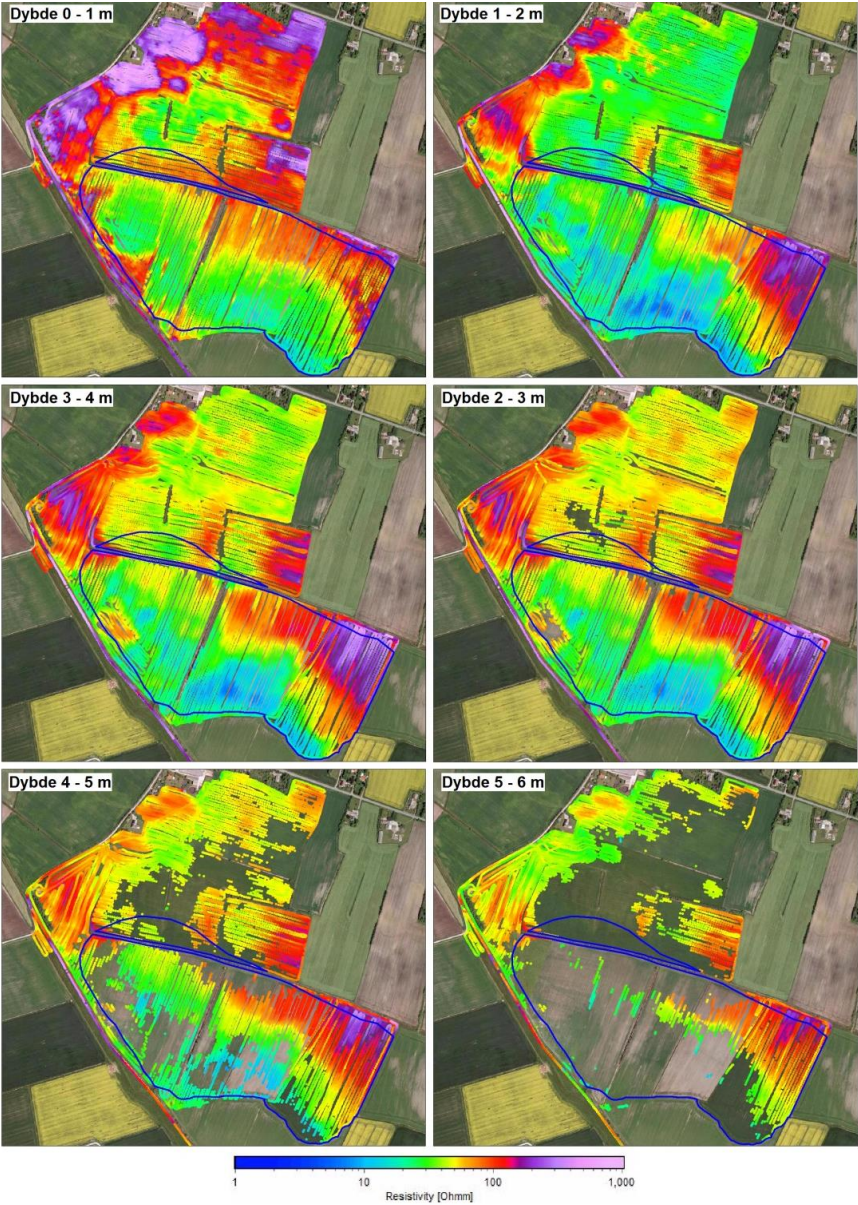 Dybde 0 - 1 m
Dybde 1 - 2 m
Dybde 3 - 4 m
Dybde 2 - 3 m
Dybde 4 - 5 m
Dybde 5 - 6 m
1 10 100 1,000
Resistivity [Ohmm]